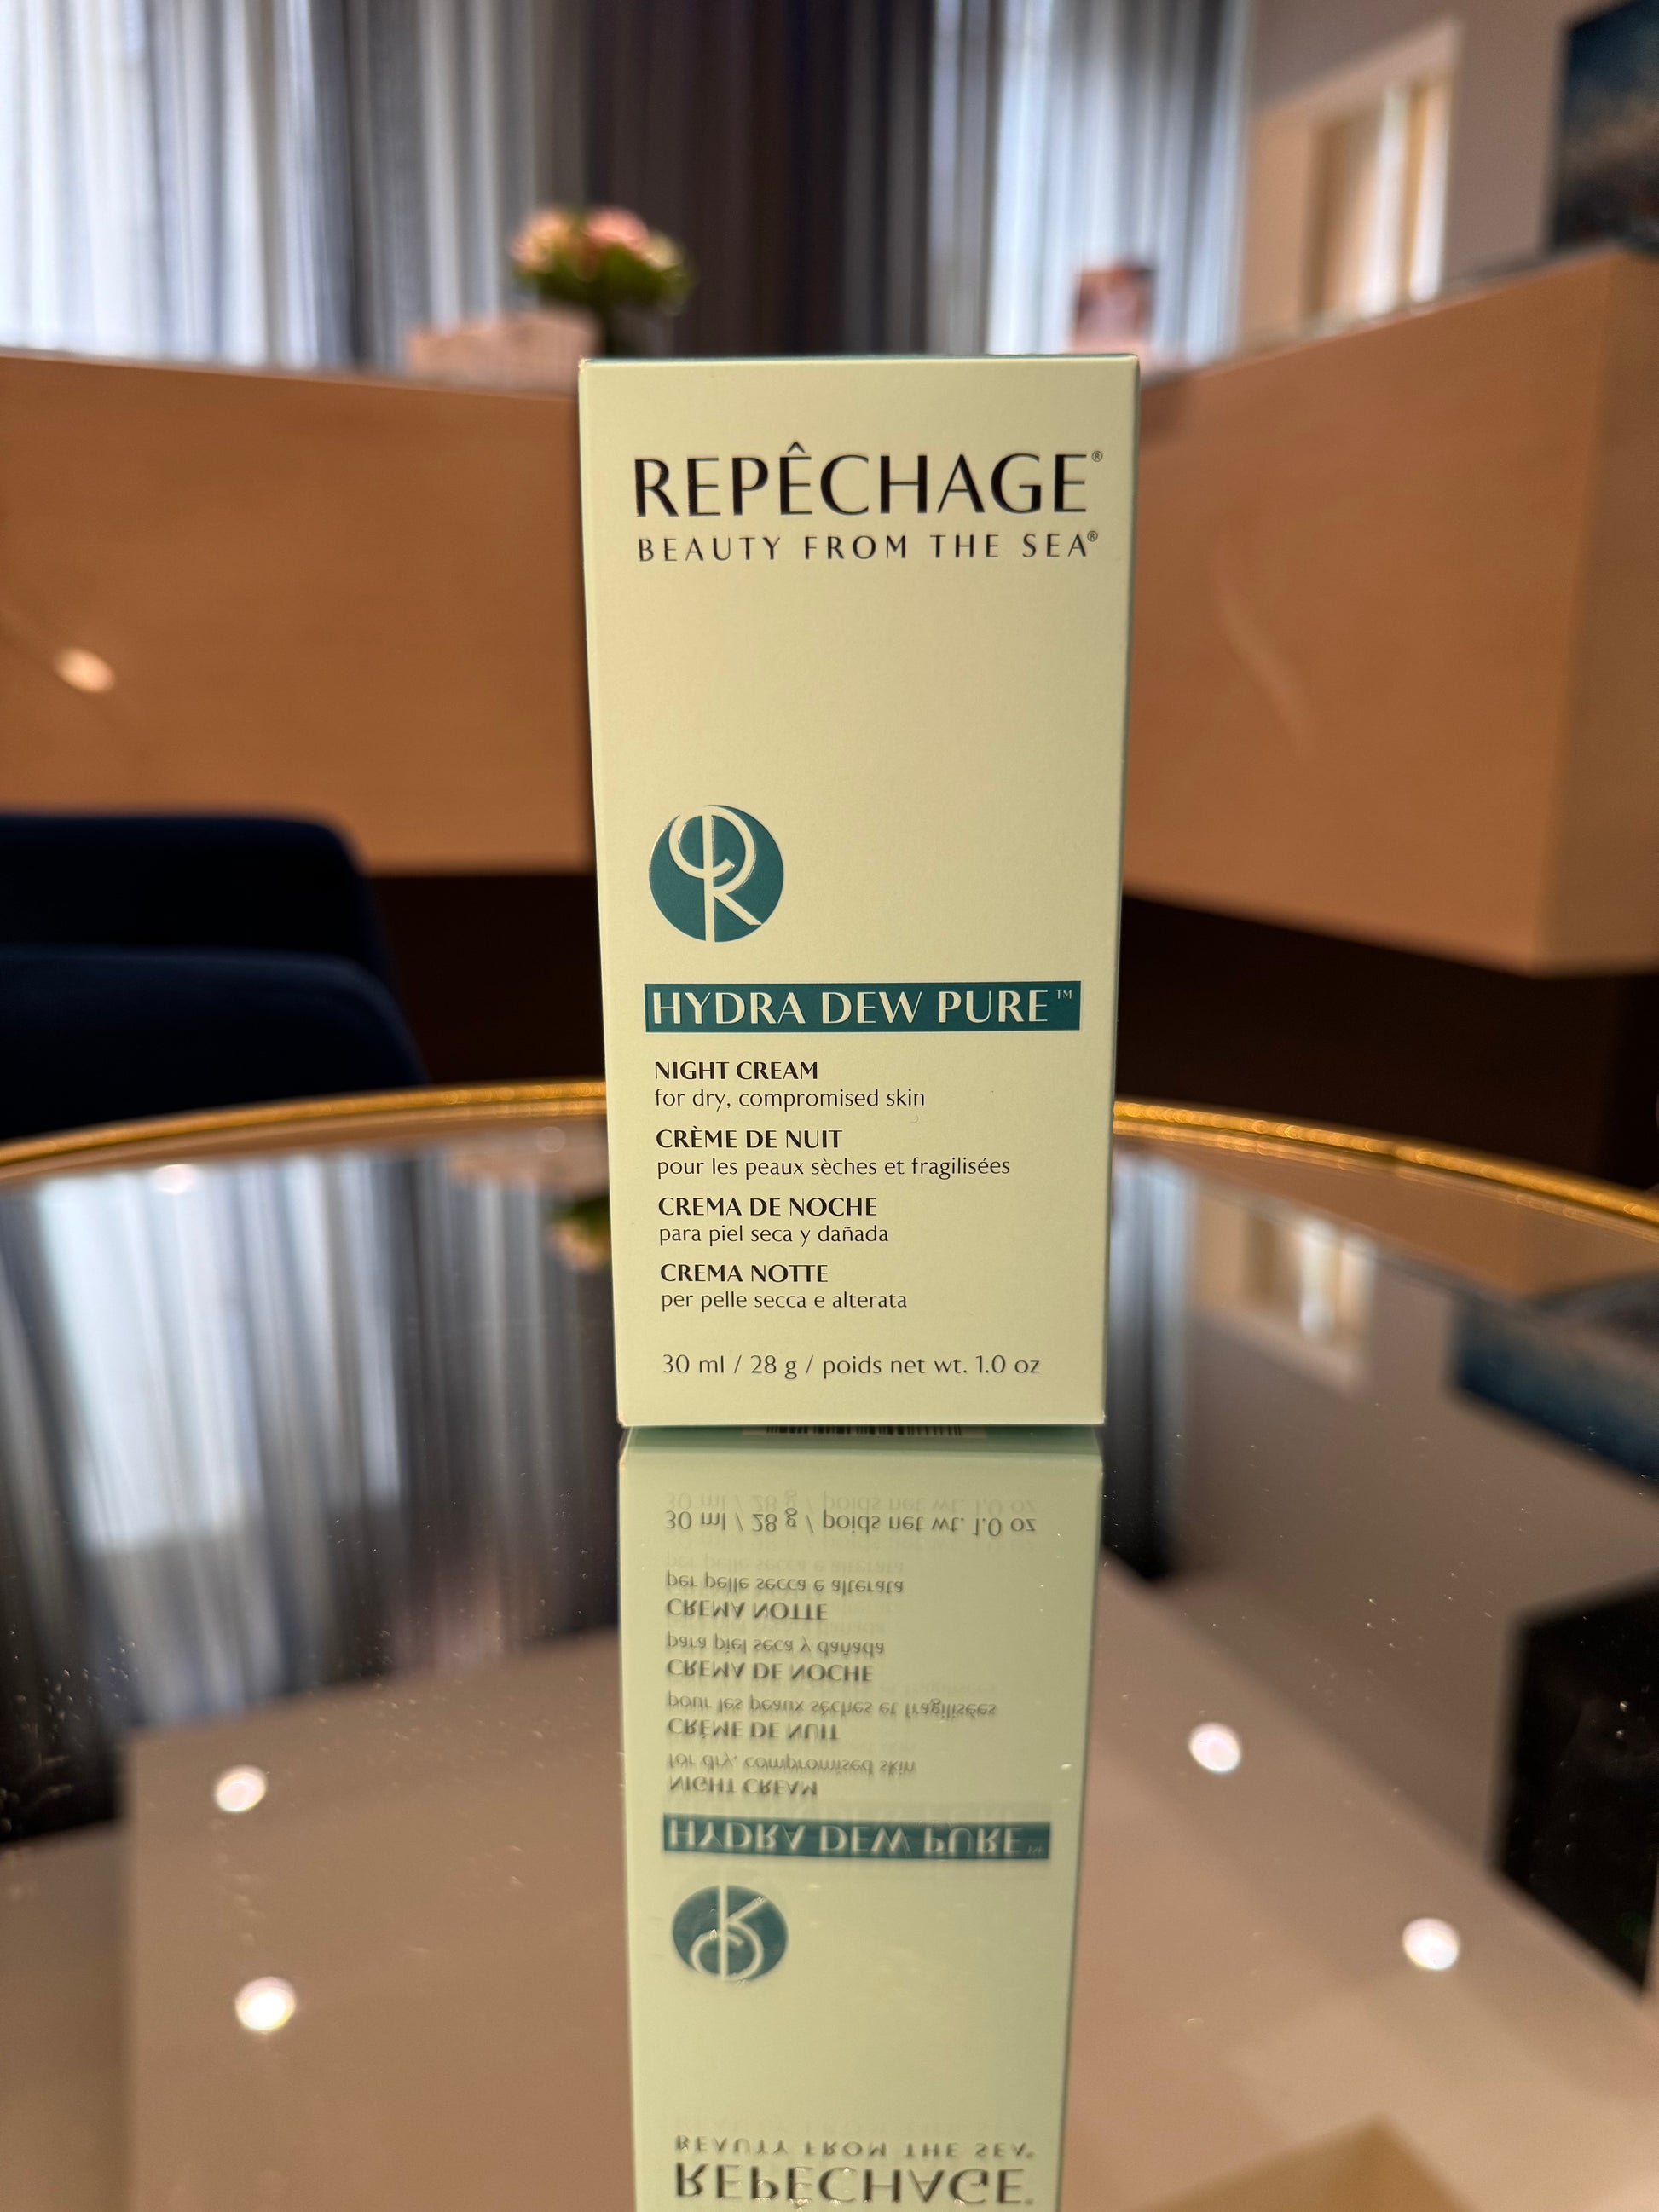 REPÊCHAGE®
BEAUTY FROM THE SEA®
HYDRA DEW PURE™
NIGHT CREAM
for dry, compromised skin
CRÈME DE NUIT
pour les peaux sèches et fragilisées
CREMA DE NOCHE
para piel seca y dañada
CREMA NOTTE
per pelle secca e alterata
30 ml / 28 g / poids net wt. 1.0 oz